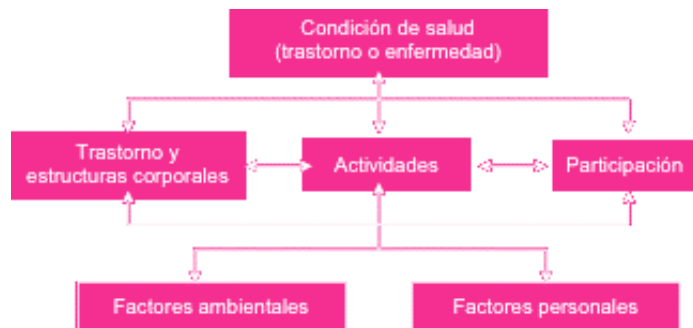 Condición de salud
(trastorno o enfermedad)
Trastorno y
estructuras corporales
Actividades
Participación
Factores ambientales
Factores personales